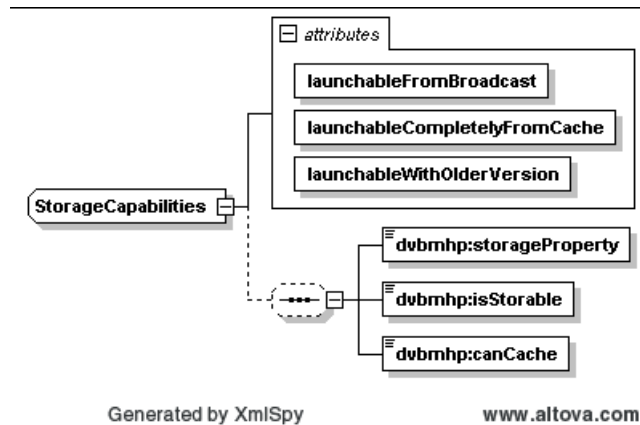 attributes
launchableFromBroadcast
launchableCompletelyFromCache
launchableWithOlderVersion
StorageCapabilities
dvbmhp:storageProperty
dvbmhp:isStorable
dvbmhp:canCache
Generated by XmlSpy
www.altova.com